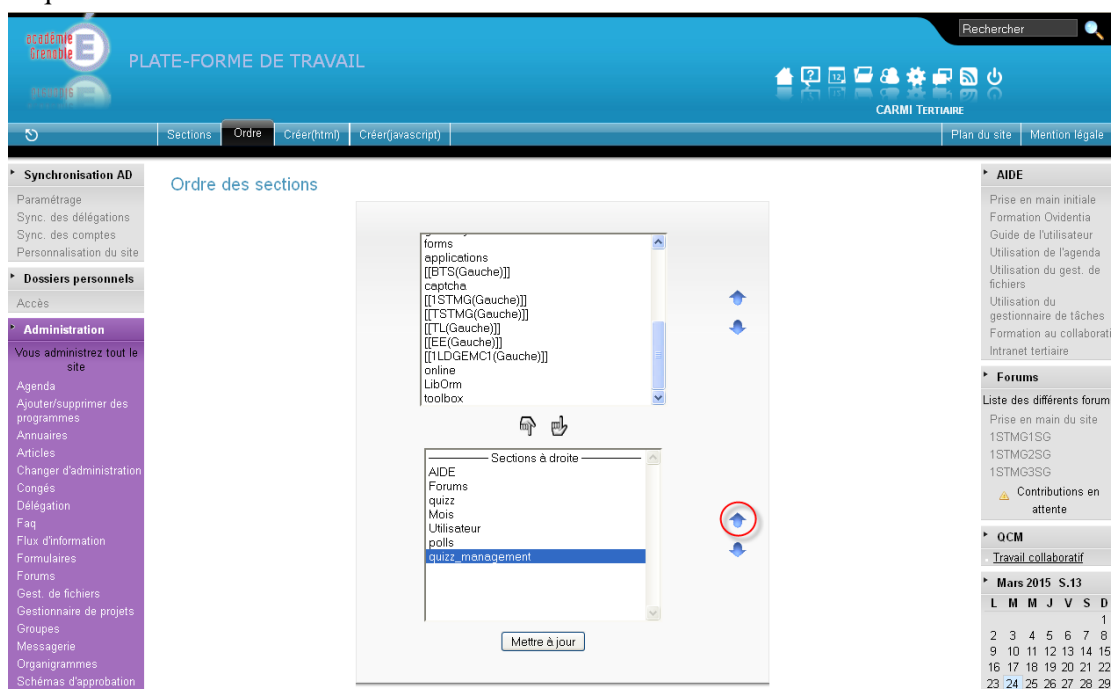 académie
Grenoble
PLATE-FORME DE TRAVAIL
Rechercher
CARMI TERTIAIRE
Sections
Ordre
Créer(html)
Créer(javascript)
Plan du site
Mention légale
Synchronisation AD
Paramétrage
Sync. des délégations
Sync. des comptes
Personnalisation du site
Dossiers personnels
Accès
Administration
Vous administrez tout le
site
Agenda
Ajouter/supprimer des
programmes
Annuaires
Articles
Changer d'administration
Congés
Délégation
Faq
Flux d'information
Formulaires
Forums
Gest. de fichiers
Gestionnaire de projets
Groupes
Messagerie
Organigrammes
Schémas d'approbation
Ordre des sections
forms
applications
[[BTS(Gauche)]]
captcha
[[1STMG(Gauche)]]
[[TSTMG(Gauche)]]
[[TL(Gauche)]]
[[EE(Gauche)]]
[[1LDGEMC1(Gauche)]]
online
LibOrm
toolbox
Sections à droite
AIDE
Forums
quizz
Mois
Utilisateur
polls
quizz_management
Mettre à jour
AIDE
Prise en main initiale
Formation Ovidentia
Guide de l'utilisateur
Utilisation de l'agenda
Utilisation du gest. de
fichiers
Utilisation du
gestionnaire de tâches
Formation au collaborati
Intranet tertiaire
Forums
Liste des différents forum
Prise en main du site
1STMG1SG
1STMG2SG
1STMG3SG
Contributions en
attente
QCM
Travail collaboratif
Mars 2015 S.13
L M M J V S D
1
2 3 4 5 6 7 8
9 10 11 12 13 14 15
16 17 18 19 20 21 22
23 24 25 26 27 28 29